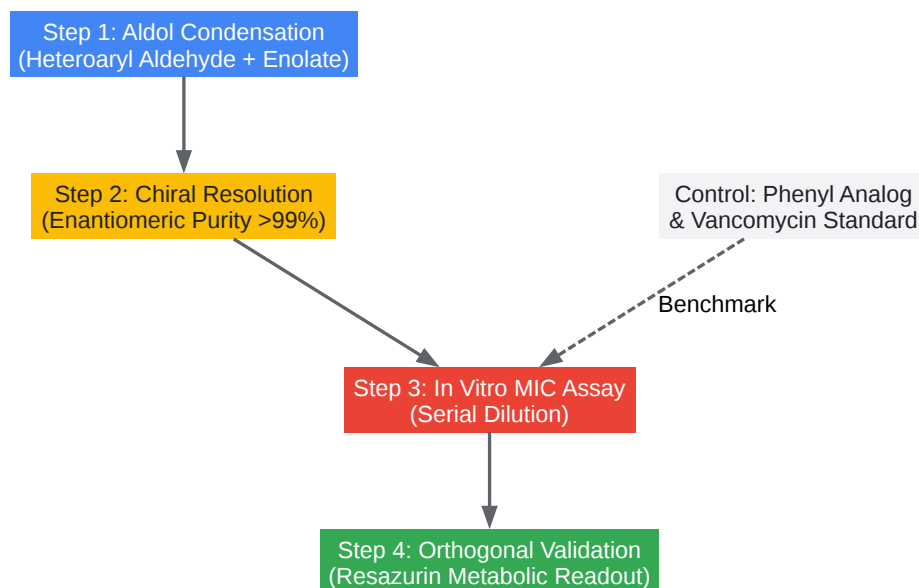 Step 1: Aldol Condensation
(Heteroaryl Aldehyde + Enolate)
Step 2: Chiral Resolution
(Enantiomeric Purity >99%)
Control: Phenyl Analog
& Vancomycin Standard
Benchmark
Step 3: In Vitro MIC Assay
(Serial Dilution)
Step 4: Orthogonal Validation
(Resazurin Metabolic Readout)